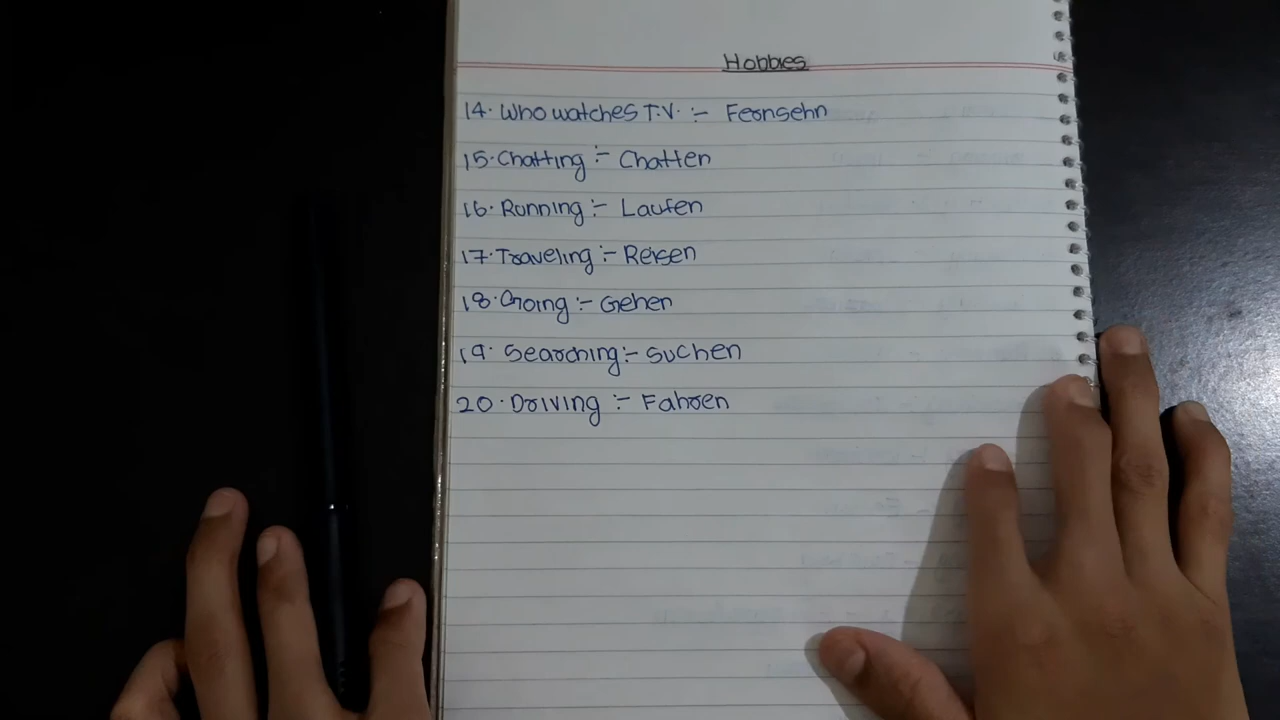 Hobbies
14. Who watches T.V. :- Fernsehn
15. Chatting :- Chatten
16. Running :- Laufen
17. Traveling :- Reisen
18. Going :- Gehen
19. Searching :- Suchen
20. Driving :- Fahren